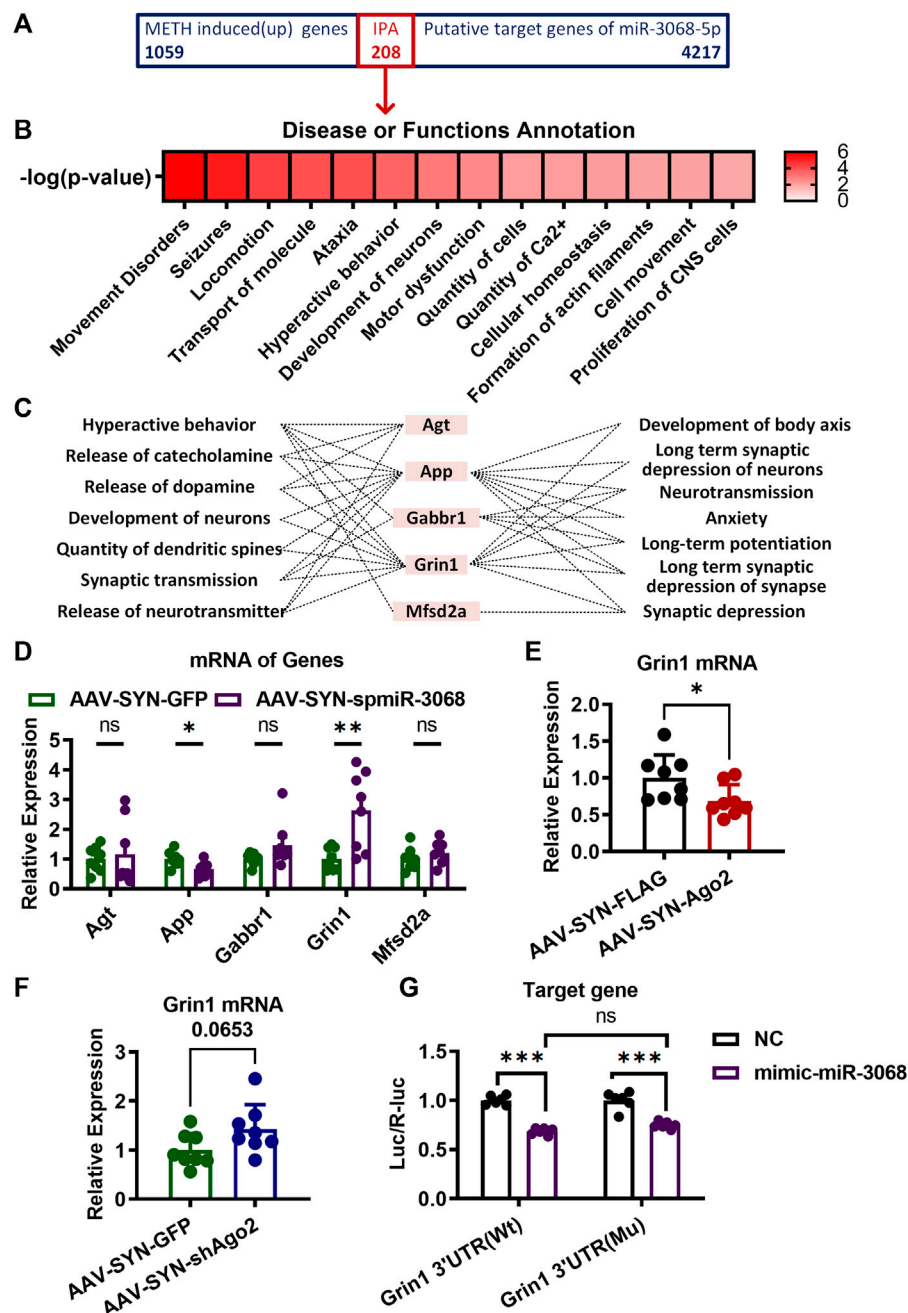 A
METH induced(up) genes
1059
IPA
208
Putative target genes of miR-3068-5p
4217
B
Disease or Functions Annotation
-log(p-value)
6
4
2
0
Movement Disorders
Seizures
Locomotion
Transport of molecule
Ataxia
Hyperactive behavior
Development of neurons
Motor dysfunction
Quantity of cells
Quantity of Ca2+
Cellular homeostasis
Formation of actin filaments
Cell movement
Proliferation of CNS cells
C
Hyperactive behavior
Release of catecholamine
Release of dopamine
Development of neurons
Quantity of dendritic spines
Synaptic transmission
Release of neurotransmitter
Agt
App
Gabbr1
Grin1
Mfsd2a
Development of body axis
Long term synaptic
depression of neurons
Neurotransmission
Anxiety
Long-term potentiation
Long term synaptic
depression of synapse
Synaptic depression
D
mRNA of Genes
AAV-SYN-GFP
AAV-SYN-spmiR-3068
ns
*
ns
**
ns
Relative Expression
5
4
3
2
1
0
Agt
App
Gabbr1
Grin1
Mfsd2a
E
Grin1 mRNA
*
Relative Expression
2.0
1.5
1.0
0.5
0.0
AAV-SYN-FLAG
AAV-SYN-Ago2
F
Grin1 mRNA
0.0653
Relative Expression
3
2
1
0
AAV-SYN-GFP
AAV-SYN-shAgo2
G
Target gene
ns
***
***
NC
mimic-miR-3068
Luc/R-luc
1.5
1.0
0.5
0.0
Grin1 3'UTR(Wt)
Grin1 3'UTR(Mu)